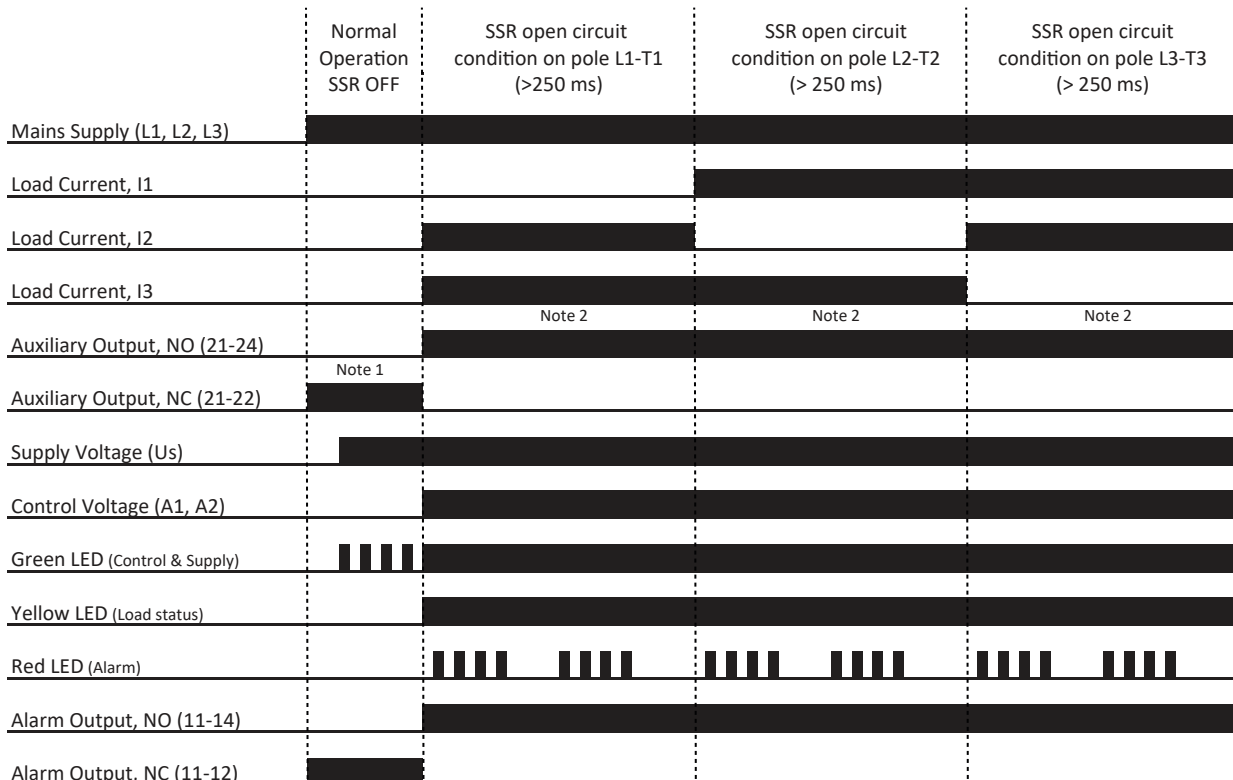 Normal
Operation
SSR OFF
SSR open circuit
condition on pole L1-T1
(>250 ms)
SSR open circuit
condition on pole L2-T2
(> 250 ms)
SSR open circuit
condition on pole L3-T3
(> 250 ms)
Mains Supply (L1, L2, L3)
Load Current, I1
Load Current, I2
Load Current, I3
Note 2 Note 2 Note 2
Auxiliary Output, NO (21-24)
Note 1
Auxiliary Output, NC (21-22)
Supply Voltage (Us)
Control Voltage (A1, A2)
Green LED (Control & Supply)
Yellow LED (Load status)
Red LED (Alarm)
Alarm Output, NO (11-14)
Alarm Output, NC (11-12)